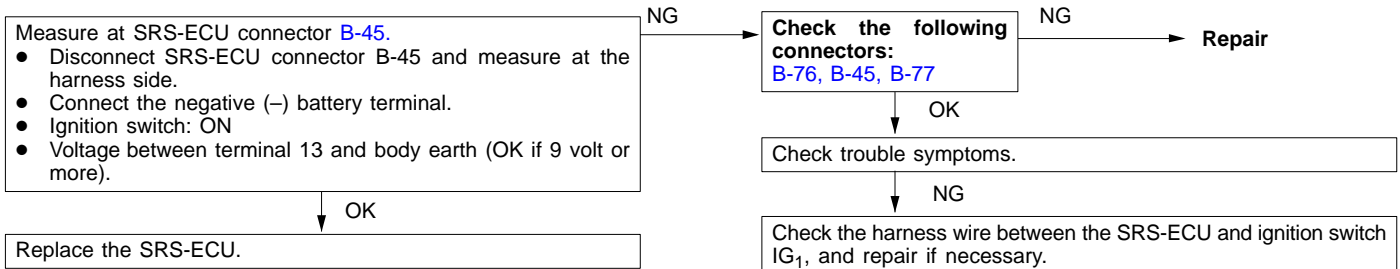 Measure at SRS-ECU connector B-45.
● Disconnect SRS-ECU connector B-45 and measure at the
harness side.
● Connect the negative (–) battery terminal.
● Ignition switch: ON
● Voltage between terminal 13 and body earth (OK if 9 volt or
more).
NG
Check the following
connectors:
B-76, B-45, B-77
NG
Repair
OK
Check trouble symptoms.
NG
Check the harness wire between the SRS-ECU and ignition switch
IG1, and repair if necessary.
OK
Replace the SRS-ECU.